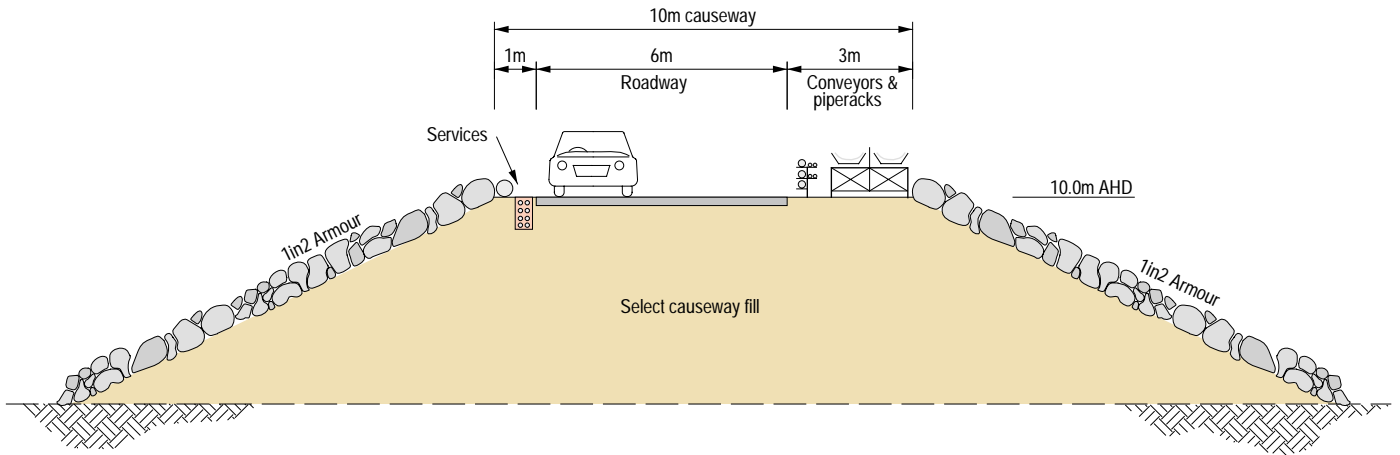 10m causeway
1m
6m
3m
Roadway
Conveyors &
piperacks
Services
10.0m AHD
1in2 Armour
1in2 Armour
Select causeway fill